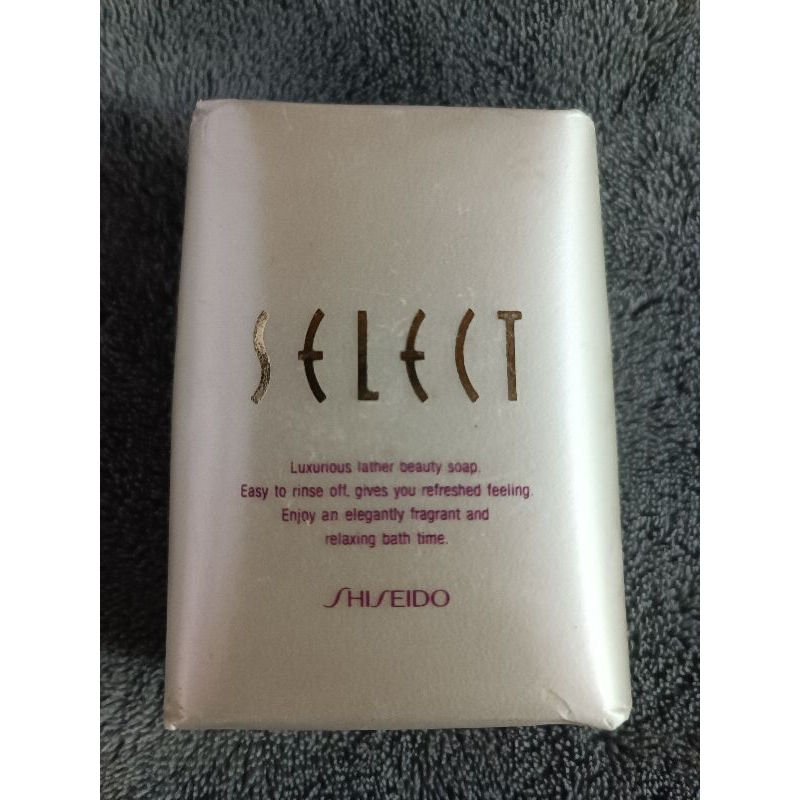 SELECT
Luxurious lather beauty soap.
Easy to rinse off, gives you refreshed feeling.
Enjoy an elegantly fragrant and
relaxing bath time.
SHISEIDO